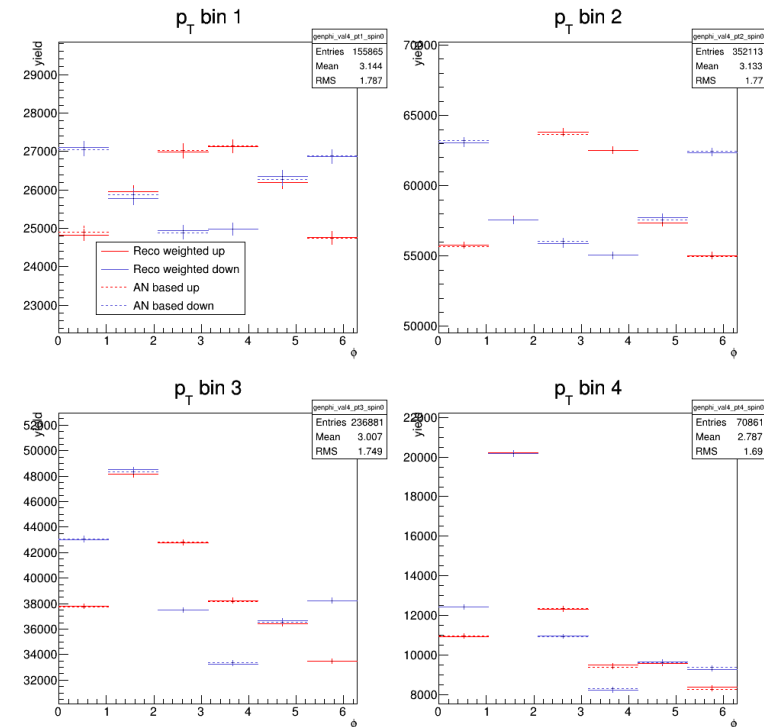 p_T bin 1
genphi_val4_pt1_spin0
Entries 155865
Mean 3.144
RMS 1.787
yield
29000
28000
27000
26000
25000
24000
23000
Reco weighted up
Reco weighted down
AN based up
AN based down
0 1 2 3 4 5 6
ϕ
p_T bin 2
genphi_val4_pt2_spin0
Entries 352113
Mean 3.133
RMS 1.77
yield
70000
65000
60000
55000
50000
0 1 2 3 4 5 6
ϕ
p_T bin 3
genphi_val4_pt3_spin0
Entries 236881
Mean 3.007
RMS 1.749
yield
52000
50000
48000
46000
44000
42000
40000
38000
36000
34000
32000
0 1 2 3 4 5 6
ϕ
p_T bin 4
genphi_val4_pt4_spin0
Entries 70861
Mean 2.787
RMS 1.69
yield
22000
20000
18000
16000
14000
12000
10000
8000
0 1 2 3 4 5 6
ϕ